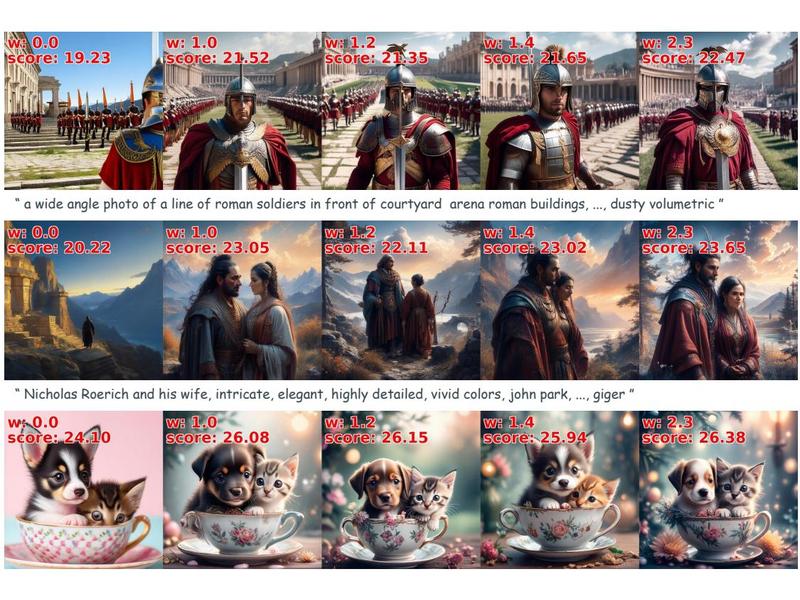 w: 0.0 w: 1.0 w: 1.2 w: 1.4 w: 2.3
score: 19.23 score: 21.52 score: 21.35 score: 21.65 score: 22.47
“ a wide angle photo of a line of roman soldiers in front of courtyard arena roman buildings, ..., dusty volumetric ”
w: 0.0 w: 1.0 w: 1.2 w: 1.4 w: 2.3
score: 20.22 score: 23.05 score: 22.11 score: 23.02 score: 23.65
“ Nicholas Roerich and his wife, intricate, elegant, highly detailed, vivid colors, john park, ..., giger ”
w: 0.0 w: 1.0 w: 1.2 w: 1.4 w: 2.3
score: 24.10 score: 26.08 score: 26.15 score: 25.94 score: 26.38